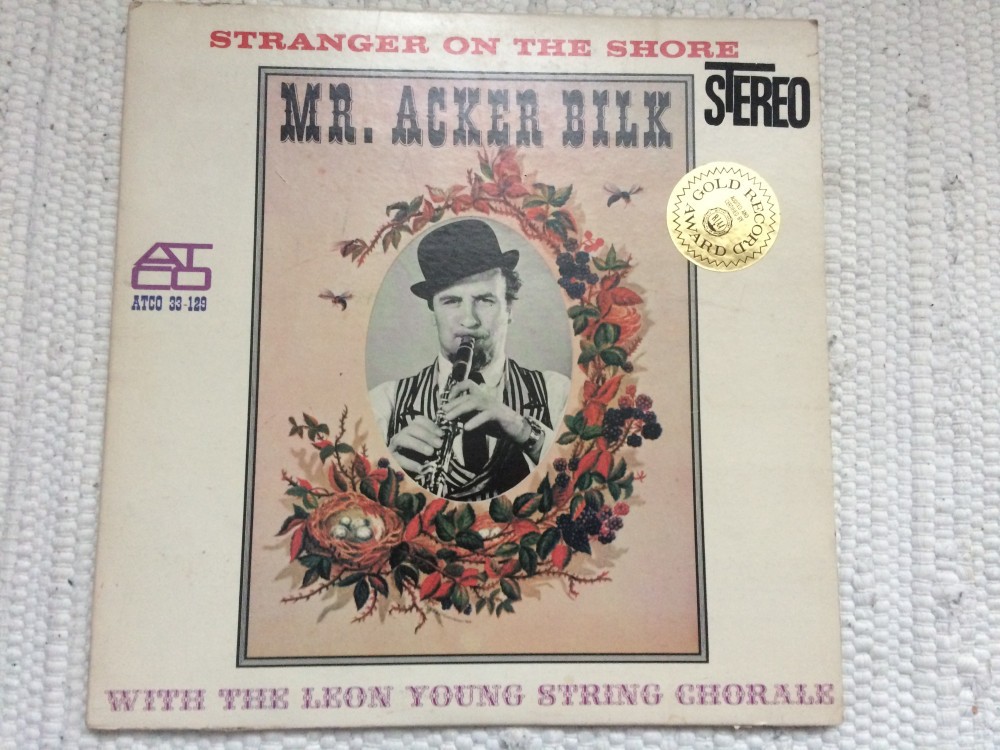 STRANGER ON THE SHORE
STEREO
MR. ACKER BILK
GOLD RECORD
AWARD
ATCO
ATCO 33-129
WITH THE LEON YOUNG STRING CHORALE